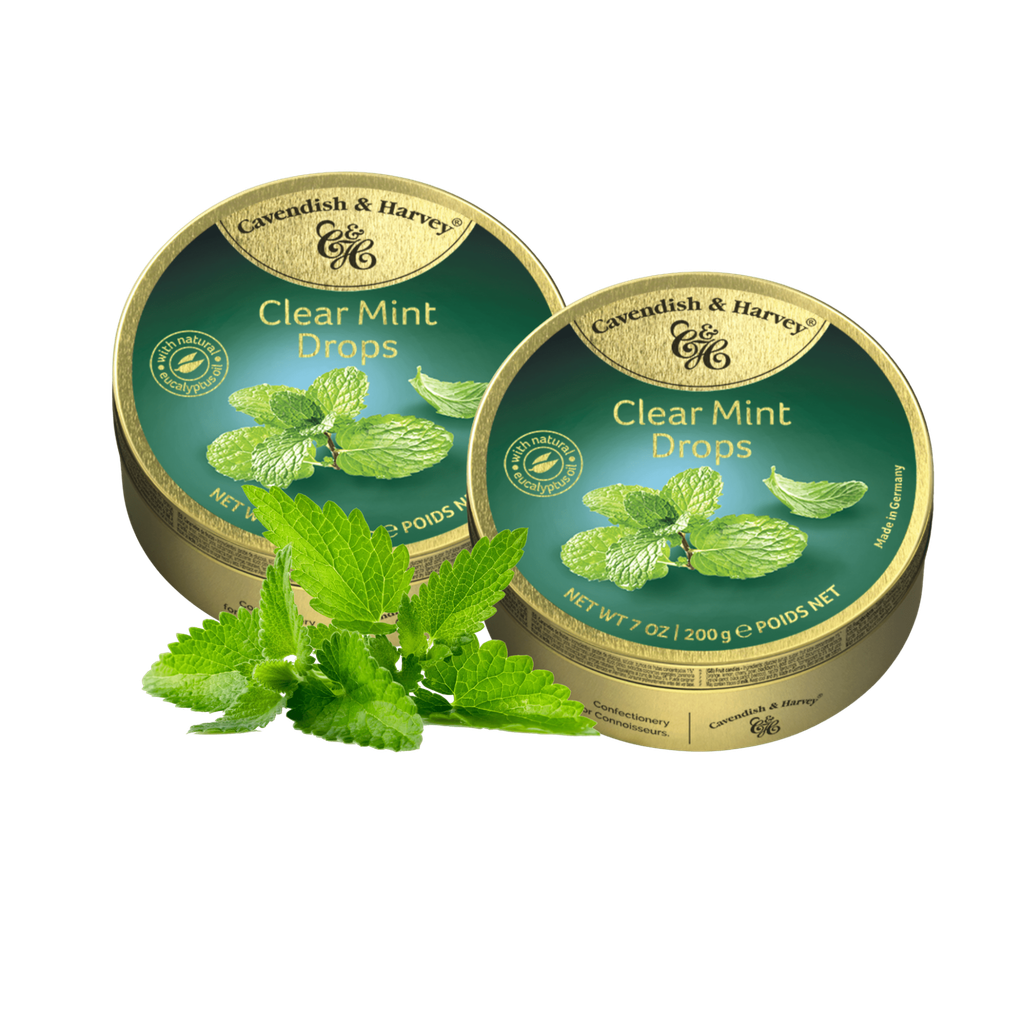 Cavendish & Harvey®
C&H
Clear Mint
Drops
with natural
eucalyptus oil
NET W
℮ POIDS N
Cavendish & Harvey®
C&H
Clear Mint
Drops
with natural
eucalyptus oil
Made in Germany
NET WT 7 OZ | 200 g ℮ POIDS NET
Confectionery
or Connoisseurs.
Cavendish & Harvey®
C&H